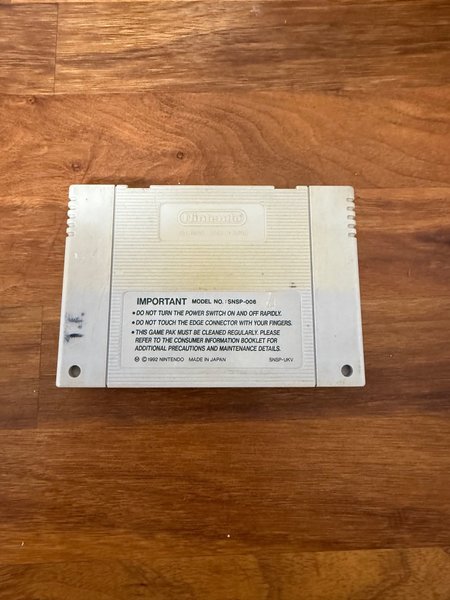 Nintendo
IMPORTANT MODEL NO. : SNSP-006
• DO NOT TURN THE POWER SWITCH ON AND OFF RAPIDLY.
• DO NOT TOUCH THE EDGE CONNECTOR WITH YOUR FINGERS.
• THIS GAME PAK MUST BE CLEANED REGULARLY. PLEASE
REFER TO THE CONSUMER INFORMATION BOOKLET FOR
ADDITIONAL PRECAUTIONS AND MAINTENANCE DETAILS.
Ⓜ ©1992 NINTENDO MADE IN JAPAN SNSP-UKV